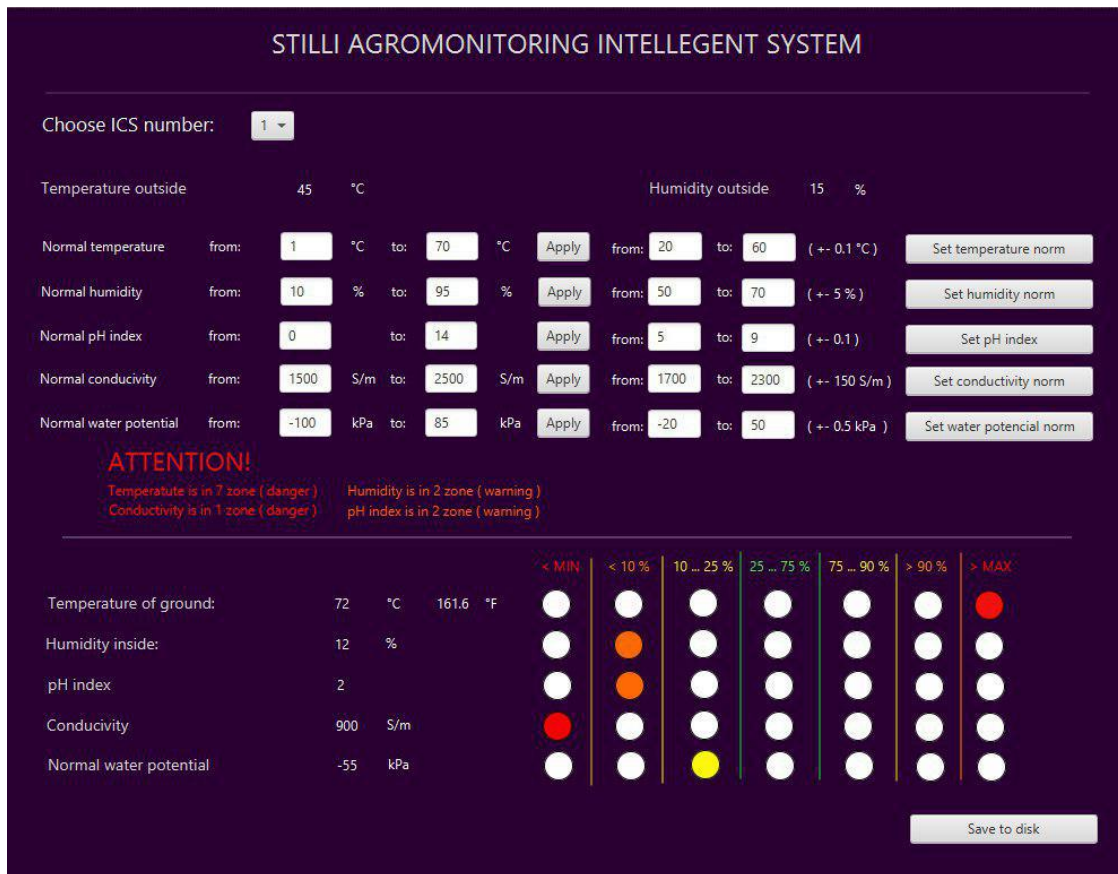 STILLI AGROMONITORING INTELLEGENT SYSTEM
Choose ICS number: 1
Temperature outside 45 °C Humidity outside 15 %
Normal temperature from: 1 °C to: 70 °C Apply from: 20 to: 60 ( +- 0.1 °C ) Set temperature norm
Normal humidity from: 10 % to: 95 % Apply from: 50 to: 70 ( +- 5 % ) Set humidity norm
Normal pH index from: 0 to: 14 Apply from: 5 to: 9 ( +- 0.1 ) Set pH index
Normal conducivity from: 1500 S/m to: 2500 S/m Apply from: 1700 to: 2300 ( +- 150 S/m ) Set conductivity norm
Normal water potential from: -100 kPa to: 85 kPa Apply from: -20 to: 50 ( +- 0.5 kPa ) Set water potencial norm
ATTENTION!
Temperatute is in 7 zone ( danger ) Humidity is in 2 zone ( warning )
Conductivity is in 1 zone ( danger ) pH index is in 2 zone ( warning )
< MIN < 10 % 10 ... 25 % 25 ... 75 % 75 ... 90 % > 90 % > MAX
Temperature of ground: 72 °C 161.6 °F
Humidity inside: 12 %
pH index 2
Conducivity 900 S/m
Normal water potential -55 kPa
Save to disk